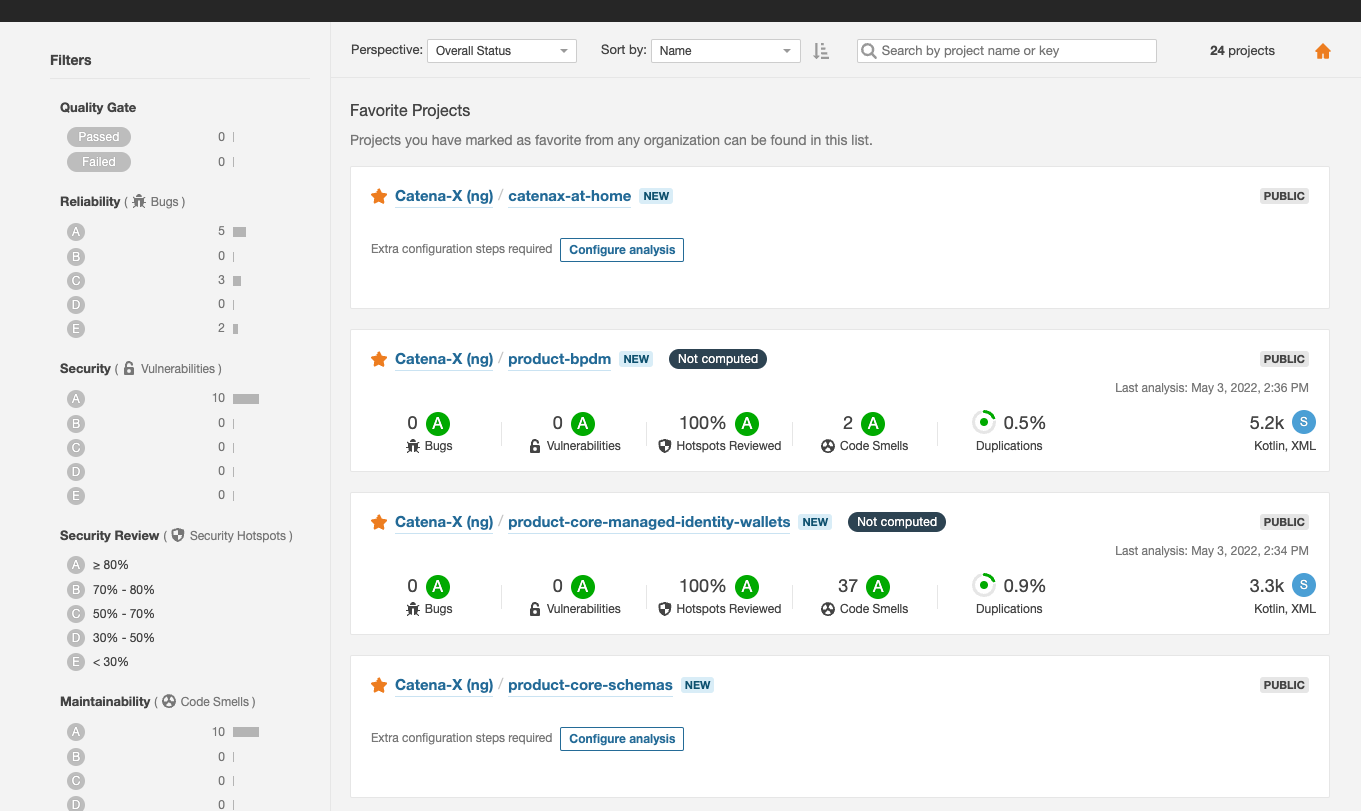 Filters
Quality Gate
Passed 0
Failed 0
Reliability ( Bugs )
A 5
B 0
C 3
D 0
E 2
Security ( Vulnerabilities )
A 10
B 0
C 0
D 0
E 0
Security Review ( Security Hotspots )
A ≥ 80%
B 70% - 80%
C 50% - 70%
D 30% - 50%
E < 30%
Maintainability ( Code Smells )
A 10
B 0
C 0
D 0
Perspective: Overall Status Sort by: Name Search by project name or key 24 projects
Favorite Projects
Projects you have marked as favorite from any organization can be found in this list.
Catena-X (ng) / catenax-at-home NEW PUBLIC
Extra configuration steps required Configure analysis
Catena-X (ng) / product-bpdm NEW Not computed PUBLIC
Last analysis: May 3, 2022, 2:36 PM
0 A 0 A 100% A 2 A 0.5% 5.2k S
Bugs Vulnerabilities Hotspots Reviewed Code Smells Duplications Kotlin, XML
Catena-X (ng) / product-core-managed-identity-wallets NEW Not computed PUBLIC
Last analysis: May 3, 2022, 2:34 PM
0 A 0 A 100% A 37 A 0.9% 3.3k S
Bugs Vulnerabilities Hotspots Reviewed Code Smells Duplications Kotlin, XML
Catena-X (ng) / product-core-schemas NEW PUBLIC
Extra configuration steps required Configure analysis